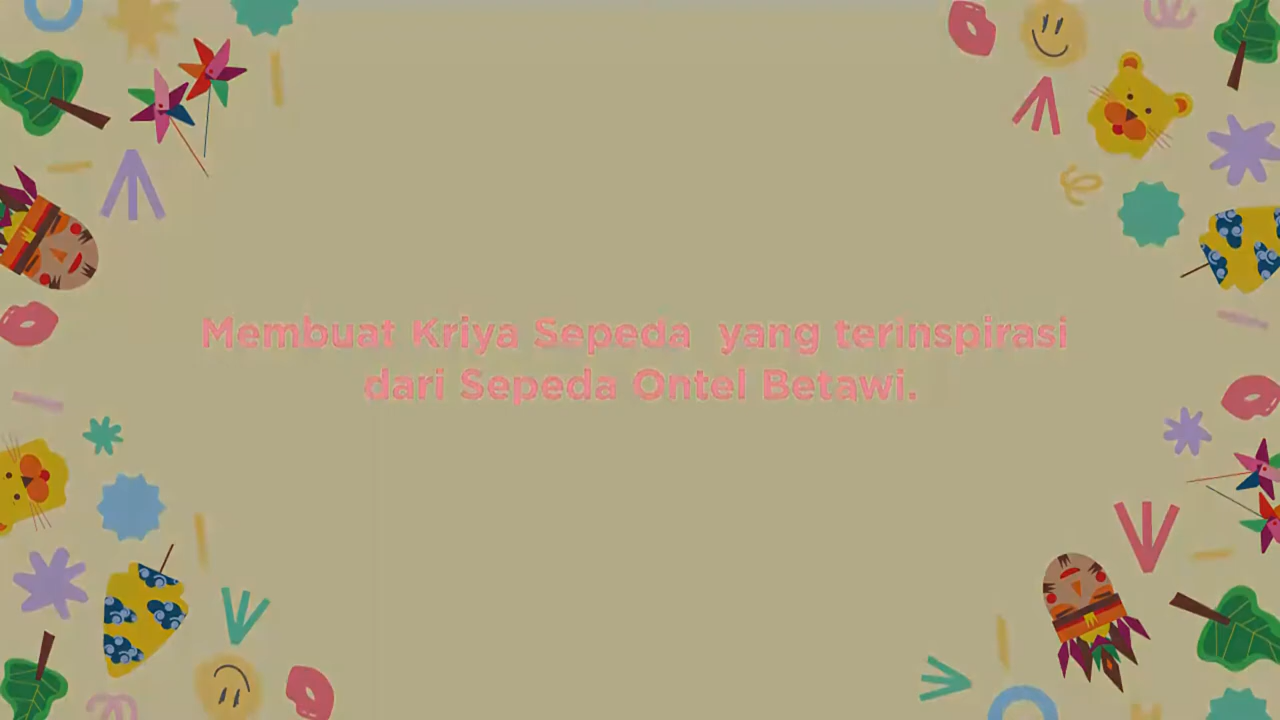 Membuat Kriya Sepeda yang terinspirasi
dari Sepeda Ontel Betawi.